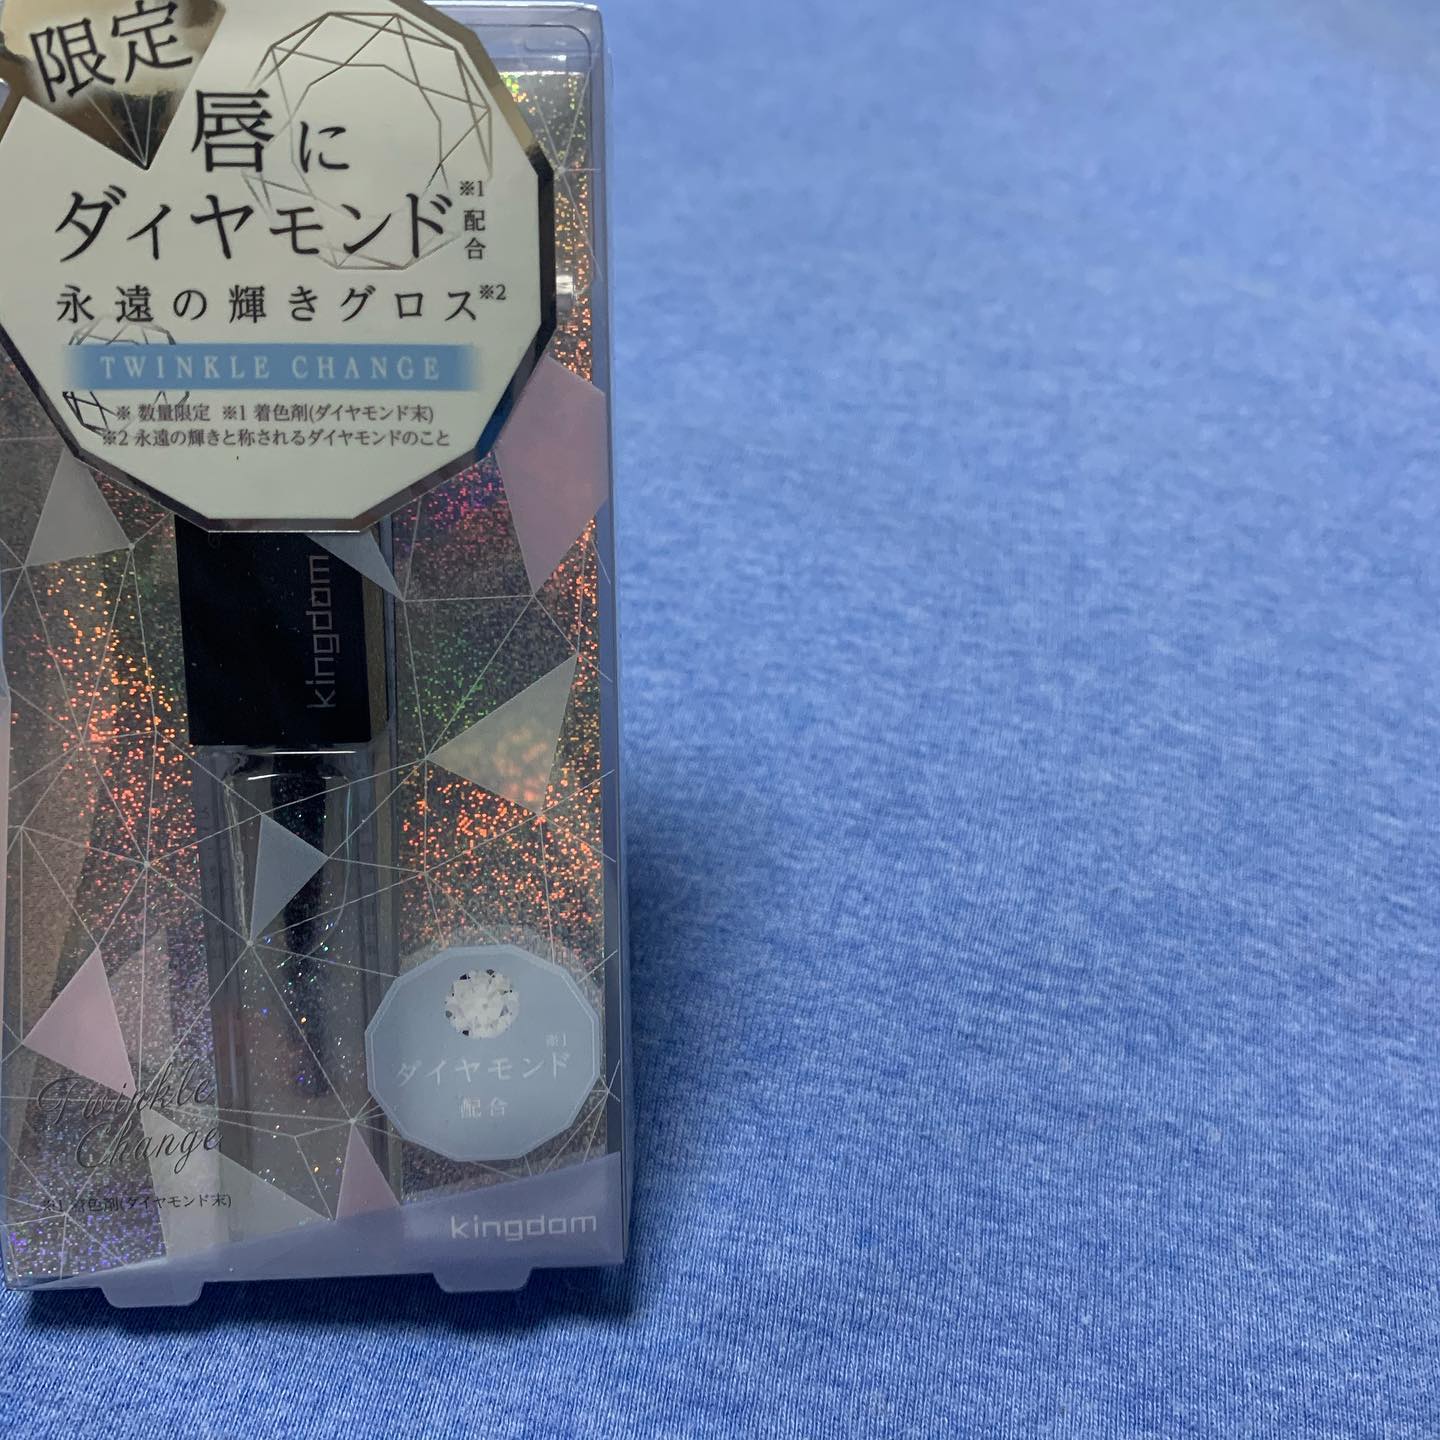 限定
唇に
ダイヤモンド※1配合
永遠の輝きグロス※2
TWINKLE CHANGE
※ 数量限定 ※1 着色剤(ダイヤモンド末)
※2 永遠の輝きと称されるダイヤモンドのこと
kingdom
※1
ダイヤモンド
配合
Twinkle
Change
※1 着色剤(ダイヤモンド末)
kingdom